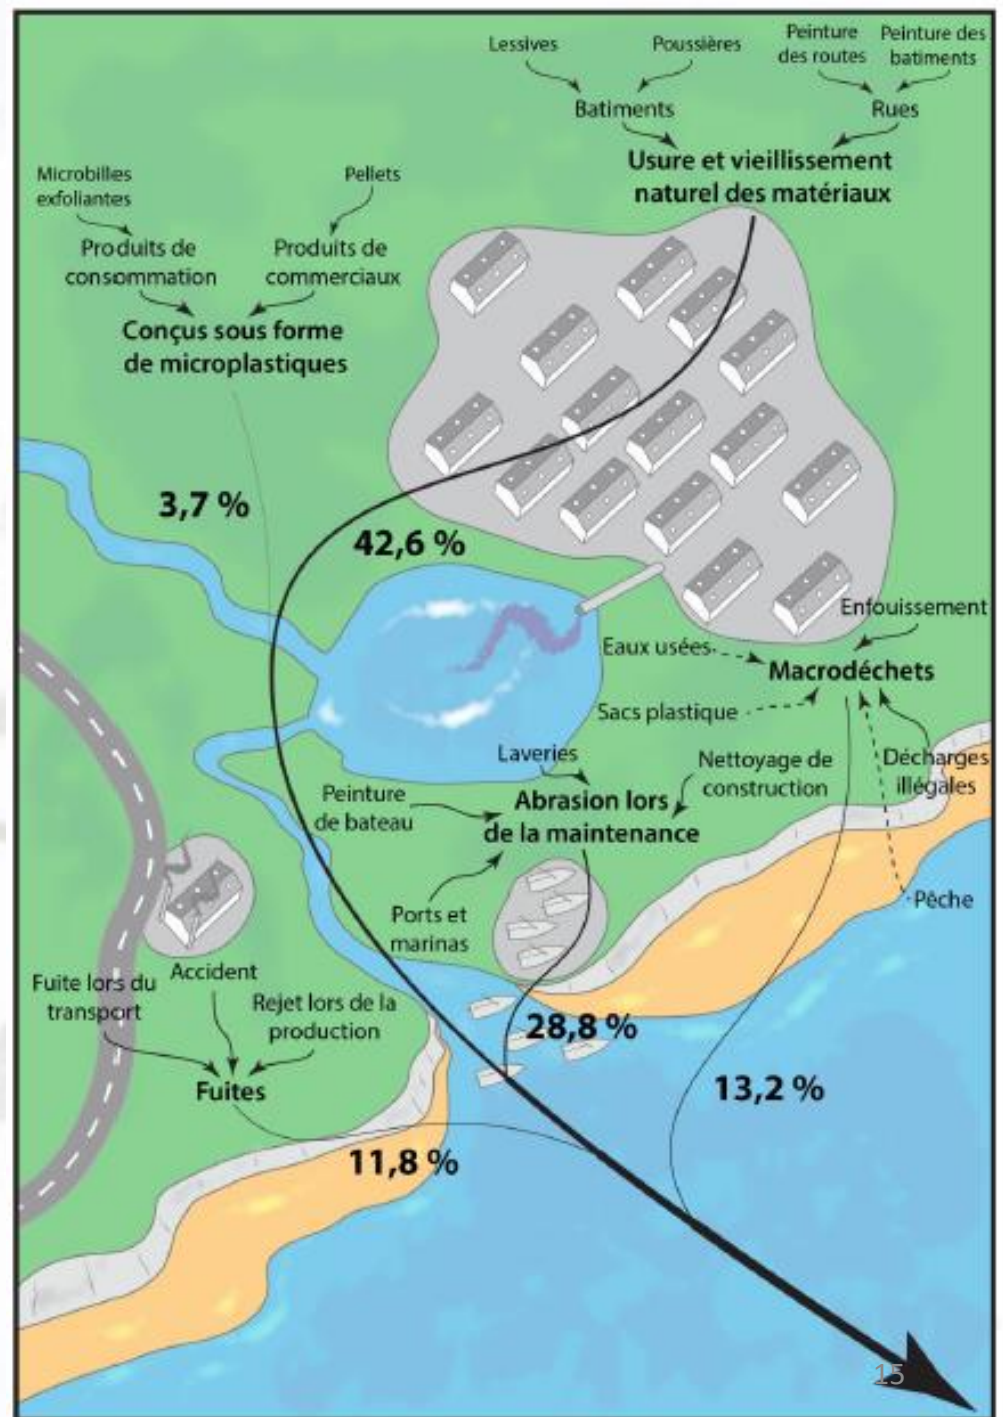 Lessives
Poussières
Peinture
des routes
Peinture des
batiments
Batiments
Rues
Usure et vieillissement
naturel des matériaux
Microbilles
exfoliantes
Pellets
Produits de
consommation
Produits de
commerciaux
Conçus sous forme
de microplastiques
3,7 %
42,6 %
Enfouissement
Eaux usées
Macrodéchets
Sacs plastique
Décharges
illégales
Pêche
Laveries
Nettoyage de
construction
Peinture
de bateau
Abrasion lors
de la maintenance
Ports et
marinas
28,8 %
13,2 %
Fuite lors du
transport
Accident
Rejet lors de la
production
Fuites
11,8 %
15